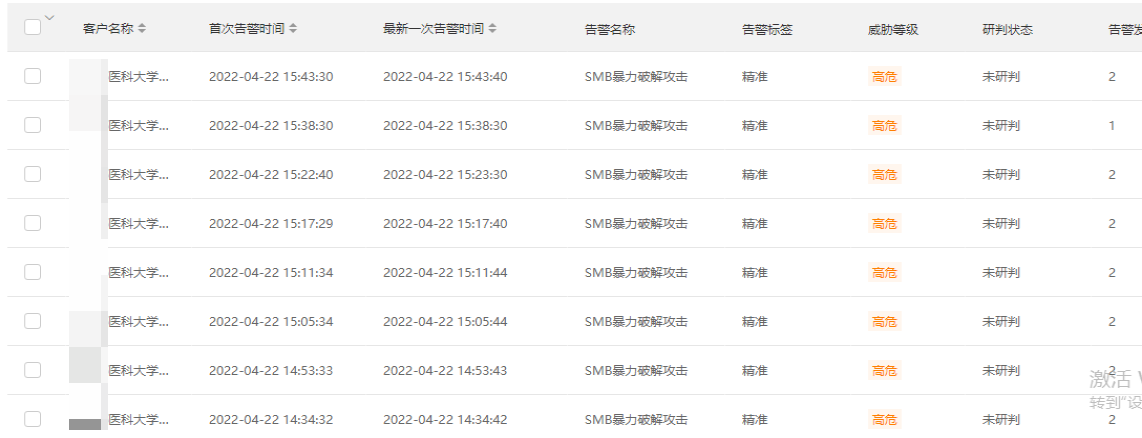 客户名称 首次告警时间 最新一次告警时间 告警名称 告警标签 威胁等级 研判状态 告警发
医科大学... 2022-04-22 15:43:30 2022-04-22 15:43:40 SMB暴力破解攻击 精准 高危 未研判 2
医科大学... 2022-04-22 15:38:30 2022-04-22 15:38:30 SMB暴力破解攻击 精准 高危 未研判 1
医科大学... 2022-04-22 15:22:40 2022-04-22 15:23:30 SMB暴力破解攻击 精准 高危 未研判 2
医科大学... 2022-04-22 15:17:29 2022-04-22 15:17:40 SMB暴力破解攻击 精准 高危 未研判 2
医科大学... 2022-04-22 15:11:34 2022-04-22 15:11:44 SMB暴力破解攻击 精准 高危 未研判 2
医科大学... 2022-04-22 15:05:34 2022-04-22 15:05:44 SMB暴力破解攻击 精准 高危 未研判 2
医科大学... 2022-04-22 14:53:33 2022-04-22 14:53:43 SMB暴力破解攻击 精准 高危 未研判 2
激活 W
转到"设
医科大学... 2022-04-22 14:34:32 2022-04-22 14:34:42 SMB暴力破解攻击 精准 高危 未研判 2